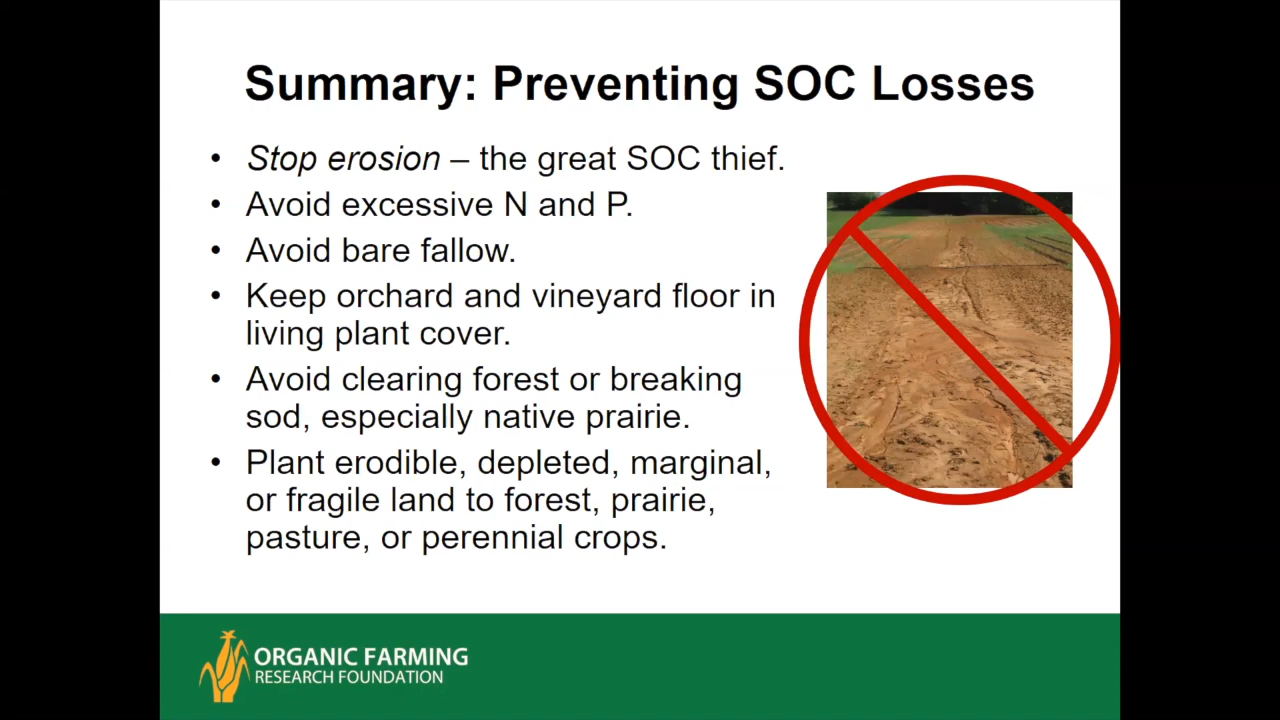 Summary: Preventing SOC Losses
• Stop erosion – the great SOC thief.
• Avoid excessive N and P.
• Avoid bare fallow.
• Keep orchard and vineyard floor in
living plant cover.
• Avoid clearing forest or breaking
sod, especially native prairie.
• Plant erodible, depleted, marginal,
or fragile land to forest, prairie,
pasture, or perennial crops.
ORGANIC FARMING
RESEARCH FOUNDATION